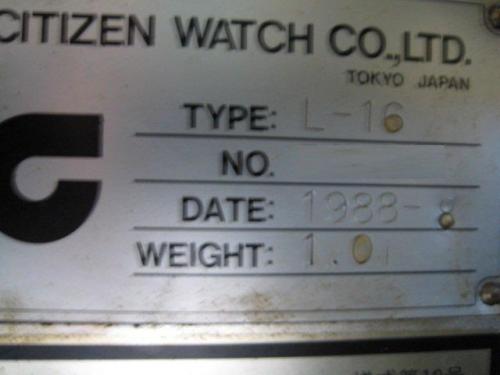 CITIZEN WATCH CO.,LTD.
TOKYO JAPAN
TYPE: L-16
NO.
DATE: 1988-
WEIGHT: 1.0